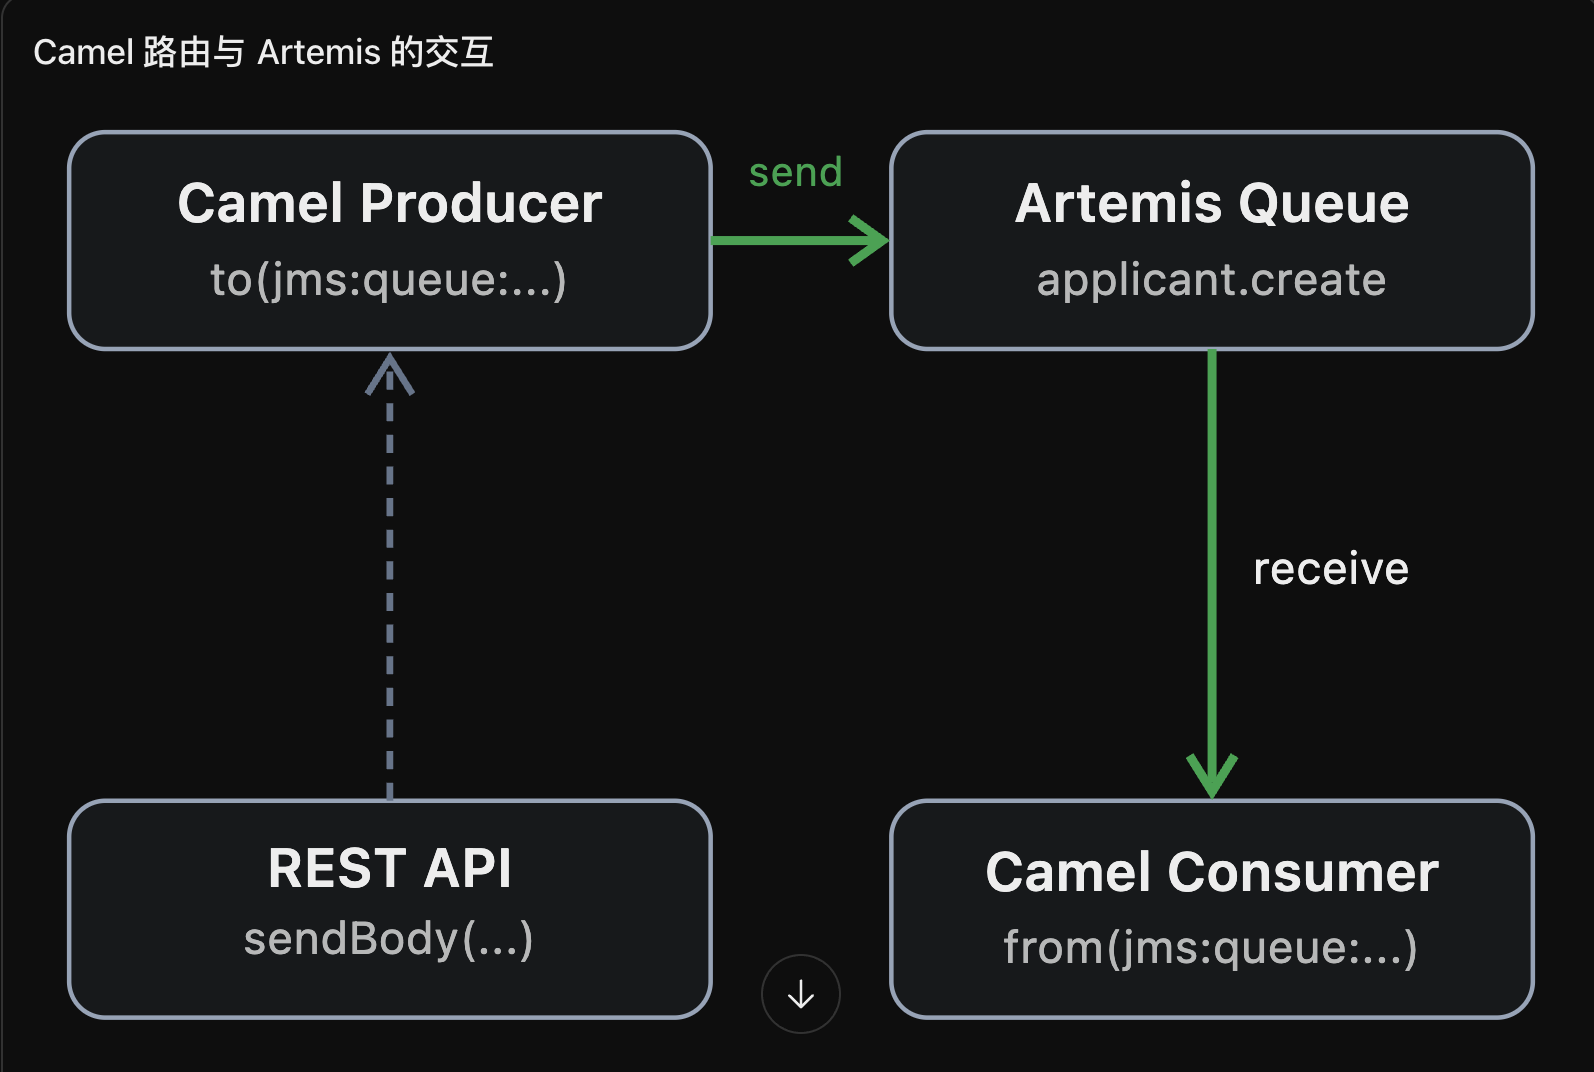 Camel 路由与 Artemis 的交互
Camel Producer
to(jms:queue:...)
send
Artemis Queue
applicant.create
receive
REST API
sendBody(...)
Camel Consumer
from(jms:queue:...)